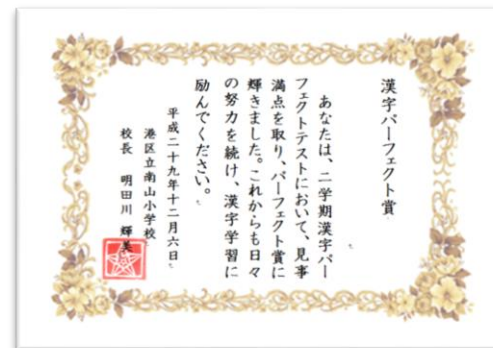 漢字パーフェクト賞
あなたは、二学期漢字パー
フェクトテストにおいて、見事
満点を取り、パーフェクト賞に
輝きました。これからも日々
の努力を続け、漢字学習に
励んでください。
平成二十九年十二月六日
港区立南山小学校
校長 明田川 輝美